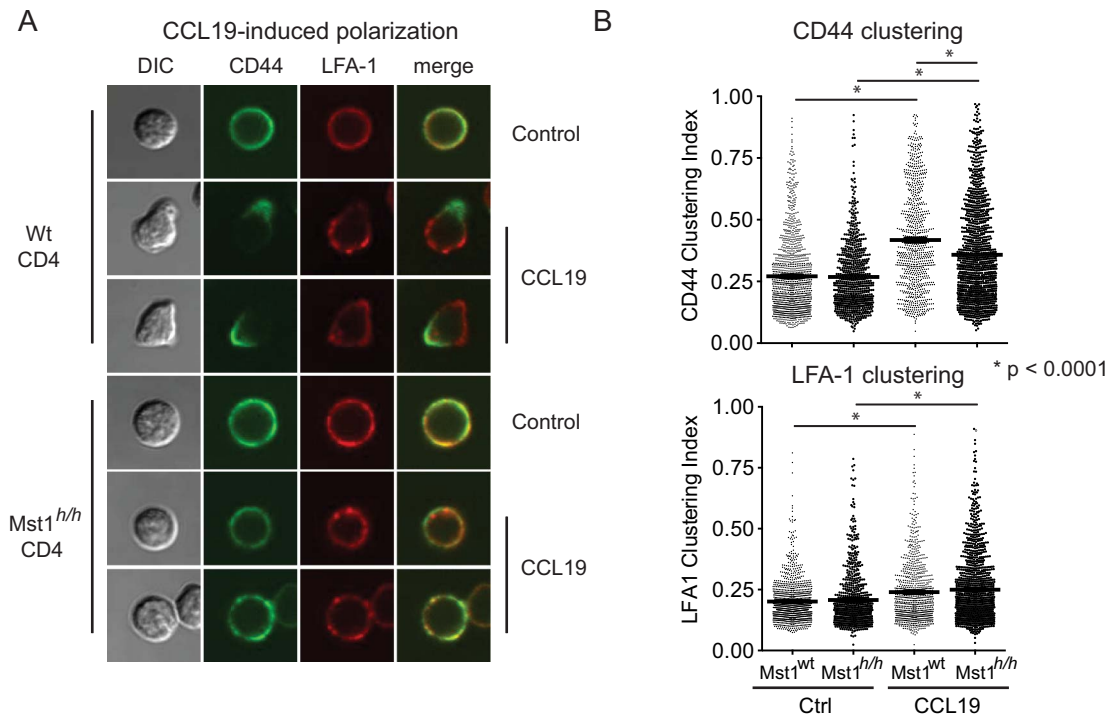 A
CCL19-induced polarization
DIC CD44 LFA-1 merge
Control
Wt
CD4
CCL19
Control
Mst1h/h
CD4
CCL19
B
CD44 clustering
*
*
*
1.00
0.75
0.50
0.25
0.00
CD44 Clustering Index
* p < 0.0001
LFA-1 clustering
*
*
1.00
0.75
0.50
0.25
0.00
LFA1 Clustering Index
Mst1wt Mst1h/h Mst1wt Mst1h/h
Ctrl CCL19